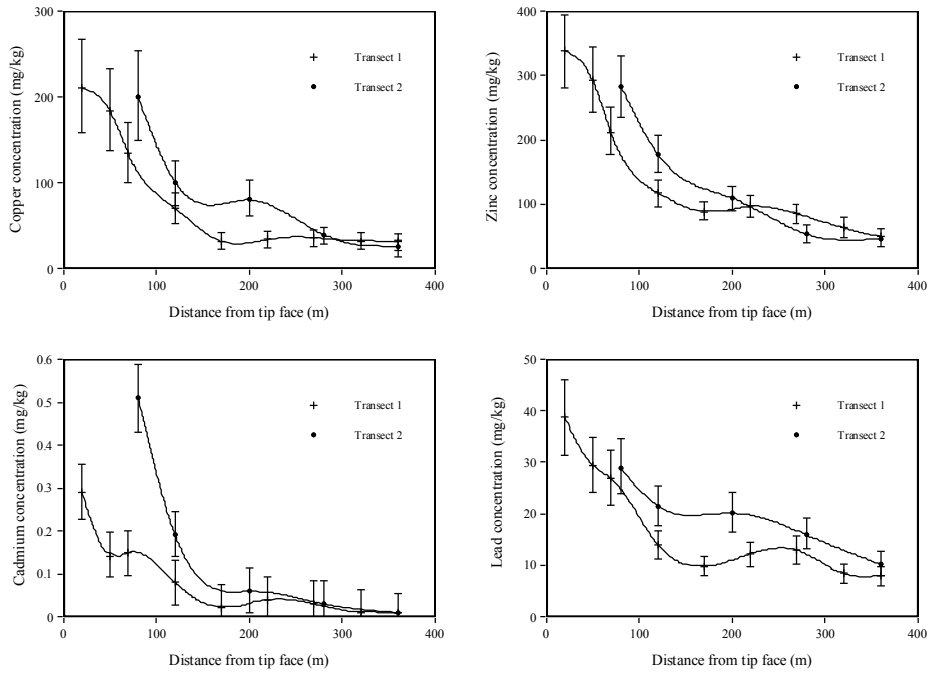 Copper concentration (mg/kg)
300
200
100
0
0 100 200 300 400
Distance from tip face (m)
Transect 1
Transect 2
Zinc concentration (mg/kg)
400
300
200
100
0
0 100 200 300 400
Distance from tip face (m)
Transect 1
Transect 2
Cadmium concentration (mg/kg)
0.6
0.5
0.4
0.3
0.2
0.1
0
0 100 200 300 400
Distance from tip face (m)
Transect 1
Transect 2
Lead concentration (mg/kg)
50
40
30
20
10
0
0 100 200 300 400
Distance from tip face (m)
Transect 1
Transect 2